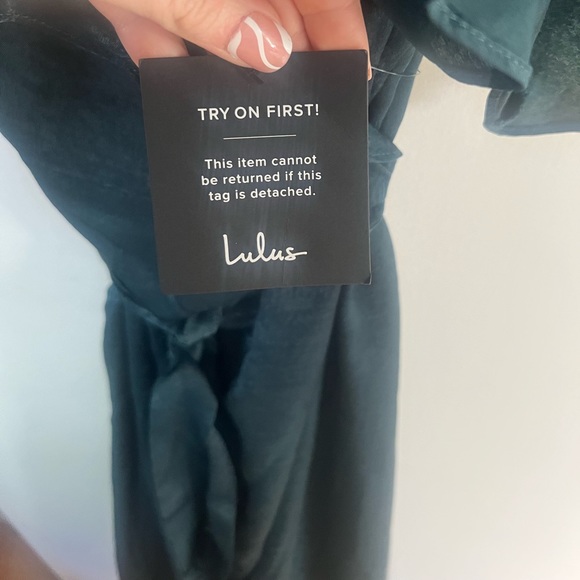 TRY ON FIRST!
This item cannot
be returned if this
tag is detached.
Lulus